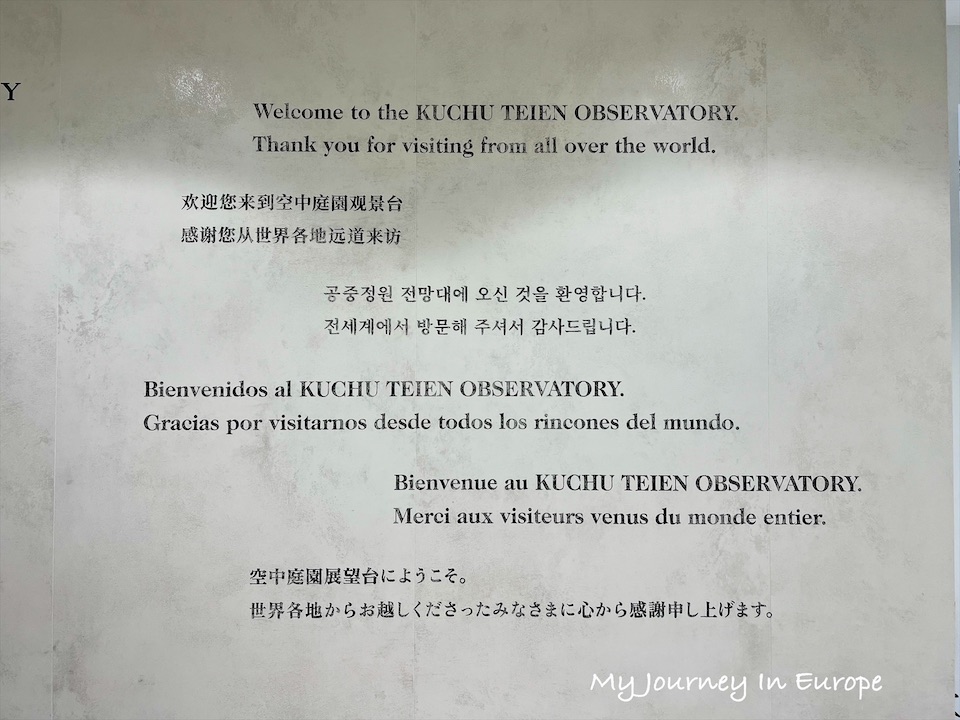 Y
Welcome to the KUCHU TEIEN OBSERVATORY.
Thank you for visiting from all over the world.
欢迎您来到空中庭園观景台
感谢您从世界各地远道来访
공중정원 전망대에 오신 것을 환영합니다.
전세계에서 방문해 주셔서 감사드립니다.
Bienvenidos al KUCHU TEIEN OBSERVATORY.
Gracias por visitarnos desde todos los rincones del mundo.
Bienvenue au KUCHU TEIEN OBSERVATORY.
Merci aux visiteurs venus du monde entier.
空中庭園展望台にようこそ。
世界各地からお越しくださったみなさまに心から感謝申し上げます。
My Journey In Europe